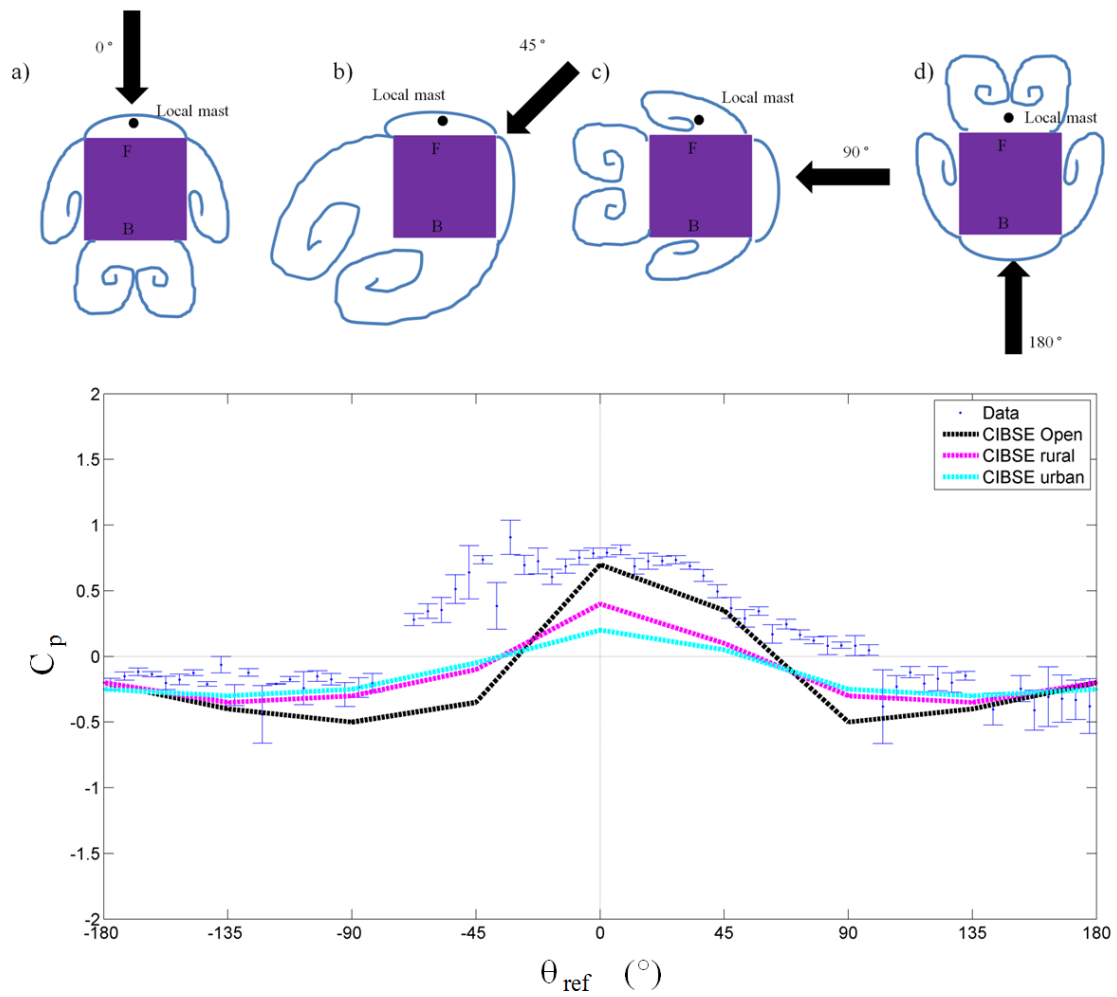 a)
0°
Local mast
F
B
b)
45°
Local mast
F
B
c)
90°
Local mast
F
B
d)
180°
Local mast
F
B
Data
CIBSE Open
CIBSE rural
CIBSE urban
2
1.5
1
0.5
0
-0.5
-1
-1.5
-2
C p
-180 -135 -90 -45 0 45 90 135 180
θ ref (°)